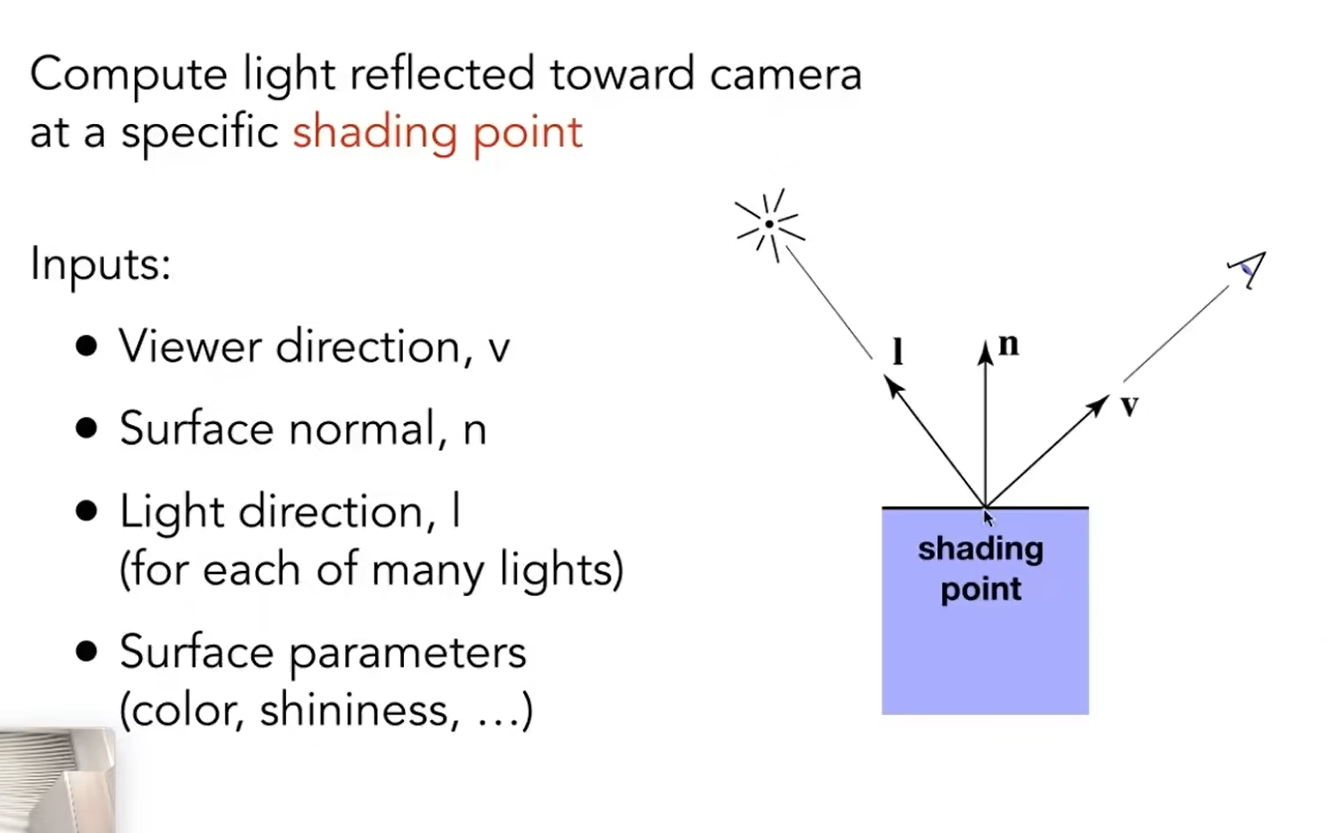 Compute light reflected toward camera
at a specific shading point
Inputs:
● Viewer direction, v
● Surface normal, n
● Light direction, l
(for each of many lights)
● Surface parameters
(color, shininess, …)
l
n
v
shading
point